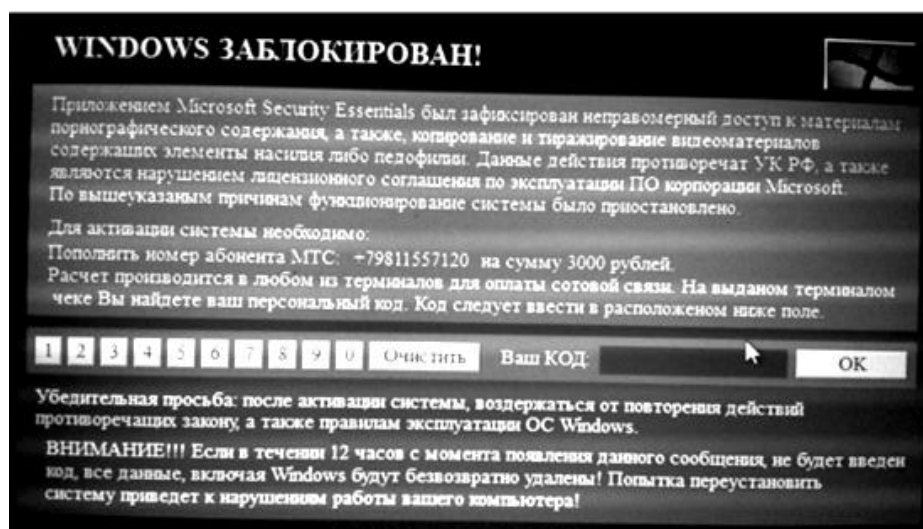 WINDOWS ЗАБЛОКИРОВАН!
Приложением Microsoft Security Essentials был зафиксирован неправомерный доступ к материалам
порнографического содержания, а также, копирование и тиражирование видеоматериалов
содержащих элементы насилия либо педофилии. Данные действия противоречат УК РФ, а также
являются нарушением лицензионного соглашения по эксплуатации ПО корпорации Microsoft.
По вышеуказаным причинам функционирование системы было приостановлено.
Для активации системы необходимо:
Пополнить номер абонента МТС: +79811557120 на сумму 3000 рублей.
Расчет производится в любом из терминалов для оплаты сотовой связи. На выданом терминалом
чеке Вы найдете ваш персональный код. Код следует ввести в расположеном ниже поле.
1 2 3 4 5 6 7 8 9 0 Очистить Ваш КОД: OK
Убедительная просьба: после активации системы, воздержаться от повторения действий
противоречащих закону, а также правилам эксплуатации ОС Windows.
ВНИМАНИЕ!!! Если в течении 12 часов с момента появления данного сообщения, не будет введен
код, все данные, включая Windows будут безвозвратно удалены! Попытка переустановить
систему приведет к нарушениям работы вашего компьютера!